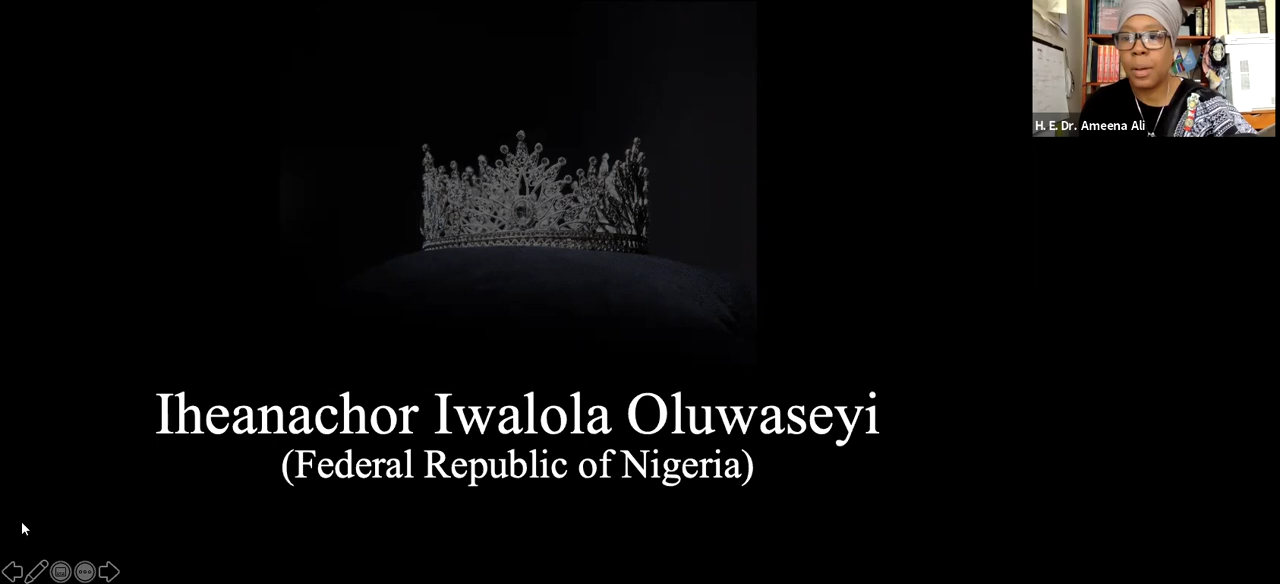 H. E. Dr. Ameena Ali
Iheanachor Iwalola Oluwaseyi
(Federal Republic of Nigeria)